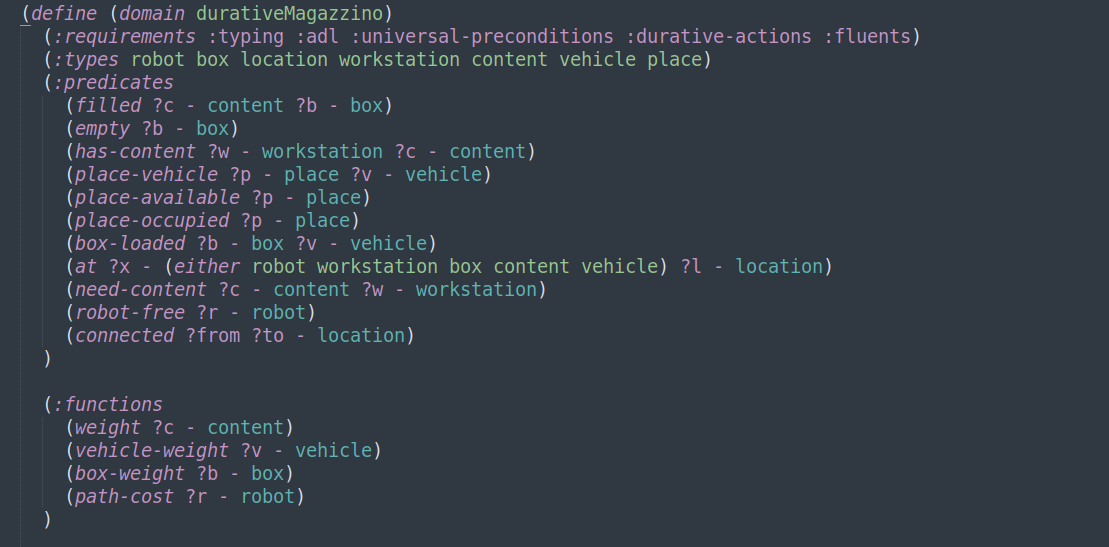 (define (domain durativeMagazzino)
(:requirements :typing :adl :universal-preconditions :durative-actions :fluents)
(:types robot box location workstation content vehicle place)
(:predicates
(filled ?c - content ?b - box)
(empty ?b - box)
(has-content ?w - workstation ?c - content)
(place-vehicle ?p - place ?v - vehicle)
(place-available ?p - place)
(place-occupied ?p - place)
(box-loaded ?b - box ?v - vehicle)
(at ?x - (either robot workstation box content vehicle) ?l - location)
(need-content ?c - content ?w - workstation)
(robot-free ?r - robot)
(connected ?from ?to - location)
)
(:functions
(weight ?c - content)
(vehicle-weight ?v - vehicle)
(box-weight ?b - box)
(path-cost ?r - robot)
)